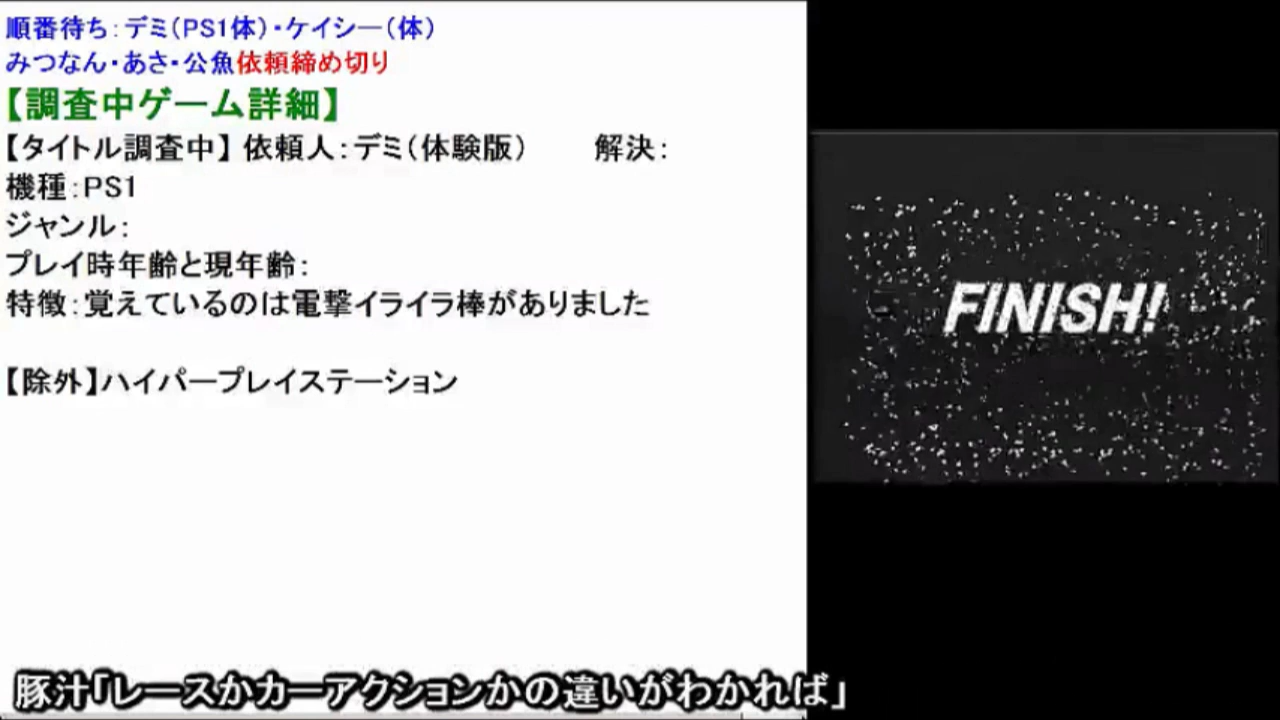 順番待ち：デミ（PS1体）・ケイシー（体）
みつなん・あさ・公魚依頼締め切り
【調査中ゲーム詳細】
【タイトル調査中】 依頼人：デミ（体験版）　　解決：
機種：PS1
ジャンル：
プレイ時年齢と現年齢：
特徴：覚えているのは電撃イライラ棒がありました
【除外】ハイパープレイステーション
FINISH!
豚汁「レースかカーアクションかの違いがわかれば」